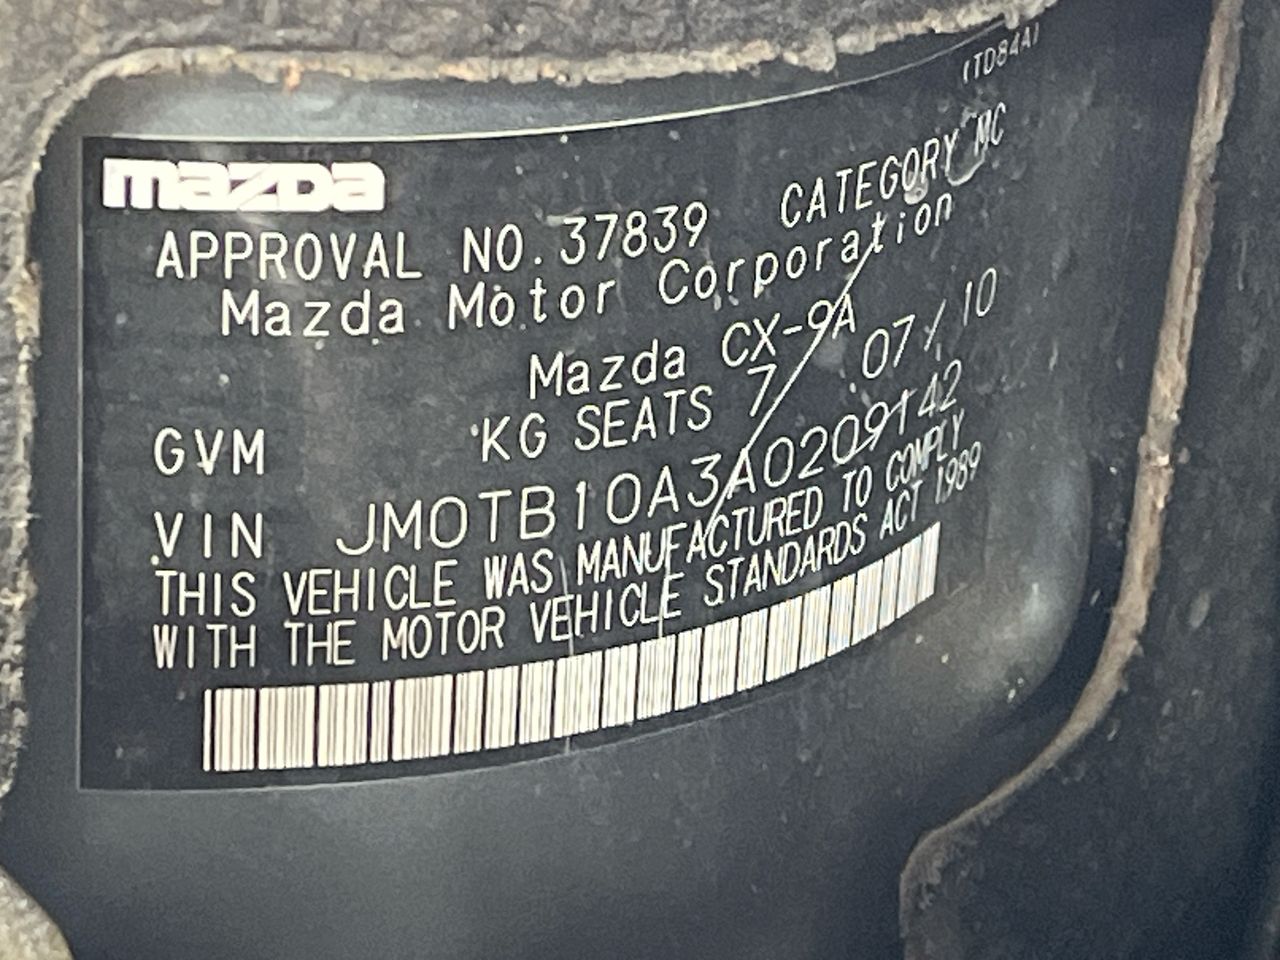 (TD84A)
mazda
APPROVAL NO. 37839 CATEGORY MC
Mazda Motor Corporation
Mazda CX-9A 07/10
GVM KG SEATS 7
VIN JM0TB10A3A0209142
THIS VEHICLE WAS MANUFACTURED TO COMPLY
WITH THE MOTOR VEHICLE STANDARDS ACT 1989